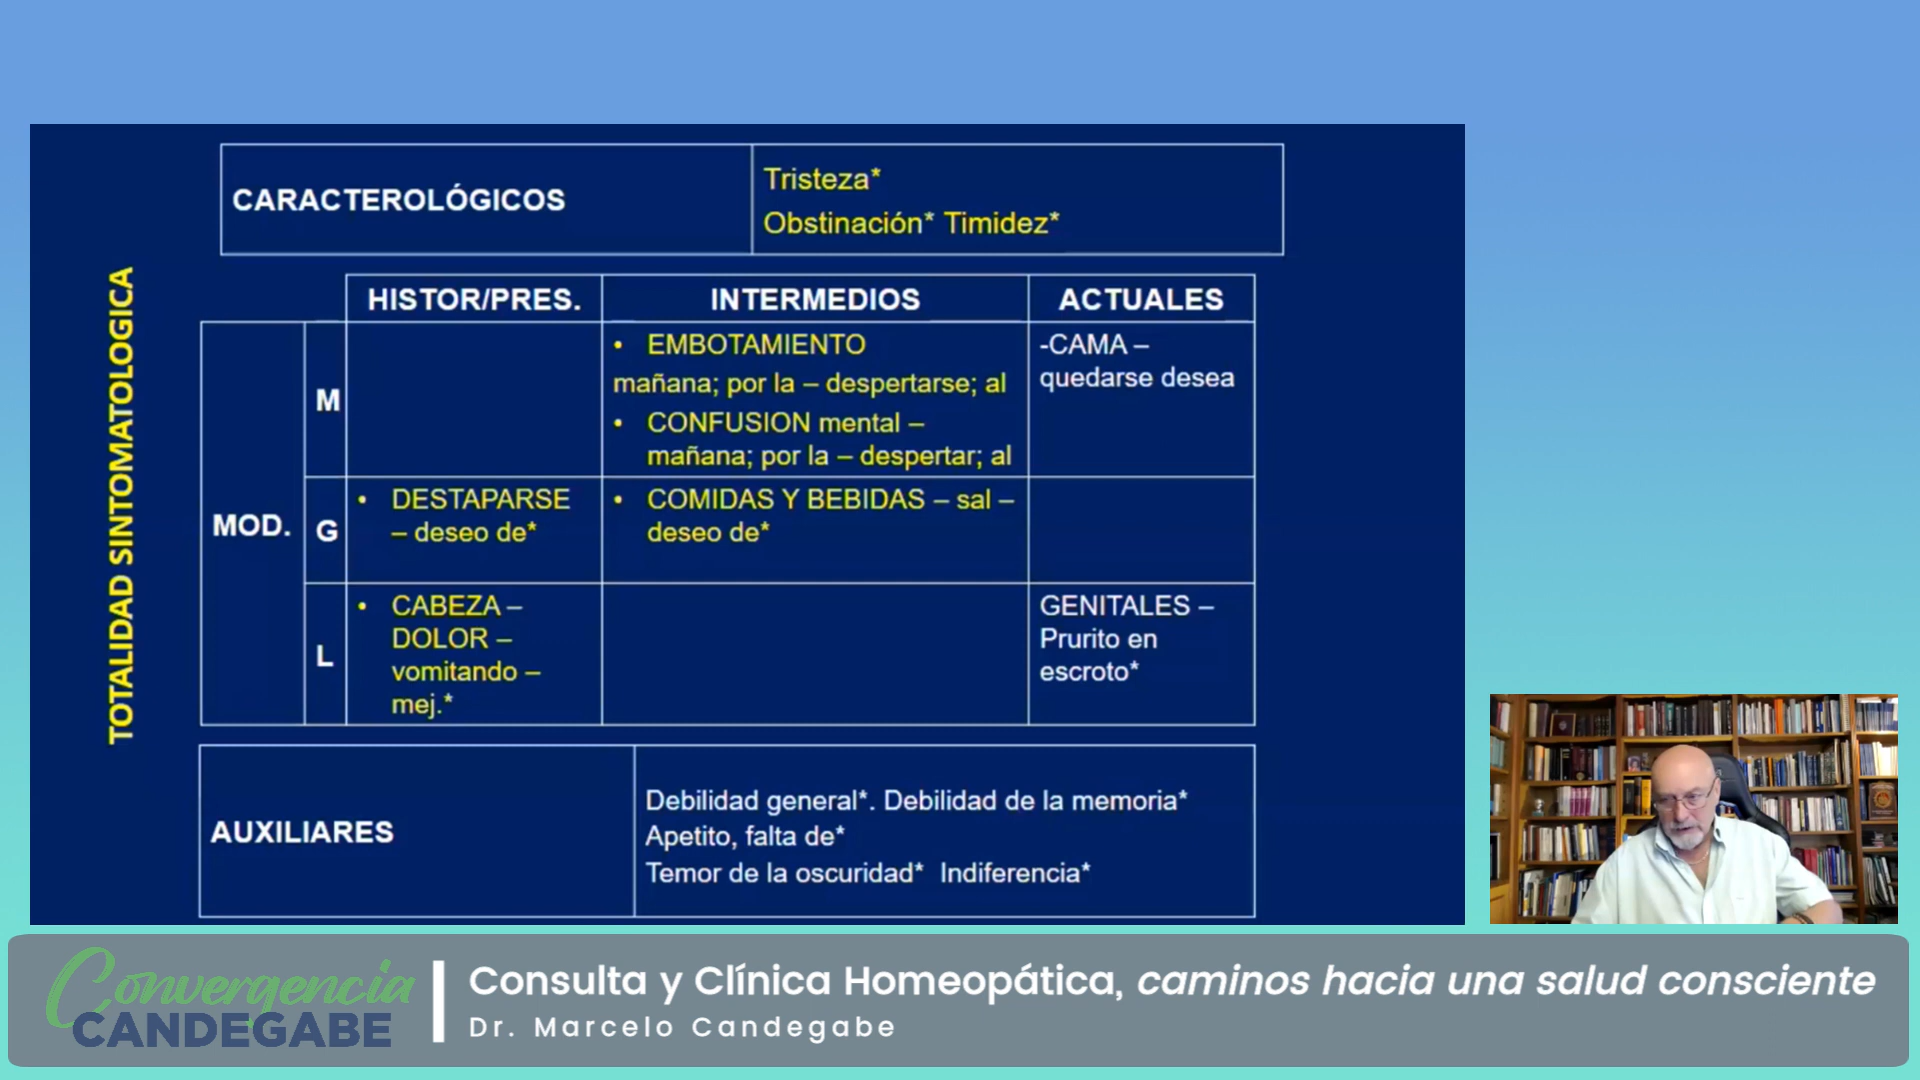 CARACTEROLÓGICOS
Tristeza*
Obstinación* Timidez*
TOTALIDAD SINTOMATOLOGICA
HISTOR/PRES.
INTERMEDIOS
ACTUALES
MOD.
M
• EMBOTAMIENTO
mañana; por la – despertarse; al
• CONFUSION mental –
mañana; por la – despertar; al
-CAMA –
quedarse desea
G
• DESTAPARSE
– deseo de*
• COMIDAS Y BEBIDAS – sal –
deseo de*
L
• CABEZA –
DOLOR –
vomitando –
mej.*
GENITALES –
Prurito en
escroto*
AUXILIARES
Debilidad general*. Debilidad de la memoria*
Apetito, falta de*
Temor de la oscuridad* Indiferencia*
Convergencia
CANDEGABE
Consulta y Clínica Homeopática, caminos hacia una salud consciente
Dr. Marcelo Candegabe